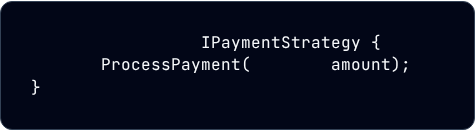 IPaymentStrategy {
ProcessPayment( amount);
}